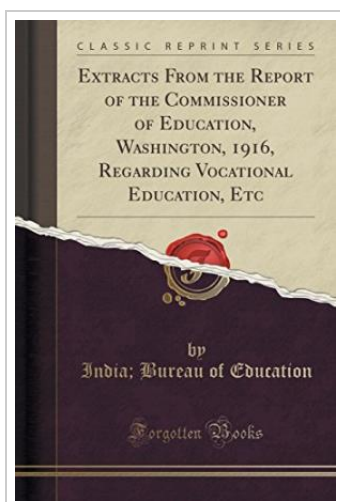 CLASSIC REPRINT SERIES
EXTRACTS FROM THE REPORT
OF THE COMMISSIONER
OF EDUCATION,
WASHINGTON, 1916,
REGARDING VOCATIONAL
EDUCATION, ETC
by
India; Bureau of Education
Forgotten Books